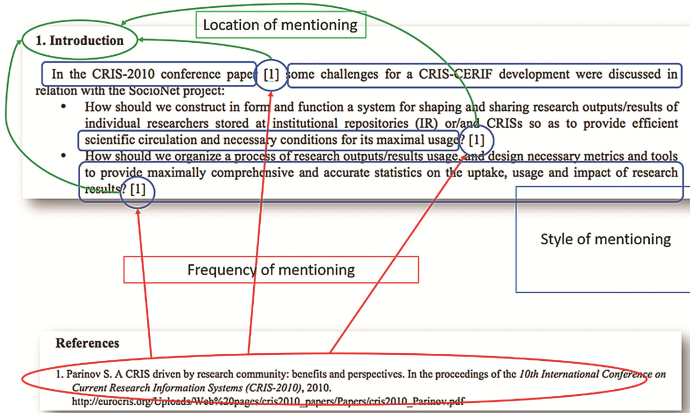 Location of mentioning
1. Introduction
In the CRIS-2010 conference paper [1] some challenges for a CRIS-CERIF development were discussed in
relation with the SocioNet project:
• How should we construct in form and function a system for shaping and sharing research outputs/results of
individual researchers stored at institutional repositories (IR) or/and CRISs so as to provide efficient
scientific circulation and necessary conditions for its maximal usage? [1]
• How should we organize a process of research outputs/results usage, and design necessary metrics and tools
to provide maximally comprehensive and accurate statistics on the uptake, usage and impact of research
results? [1]
Style of mentioning
Frequency of mentioning
References
1. Parinov S. A CRIS driven by research community: benefits and perspectives. In the proceedings of the 10th International Conference on
Current Research Information Systems (CRIS-2010), 2010.
http://eurocris.org/Uploads/Web%20pages/cris2010_papers/Papers/cris2010_Parinov.pdf